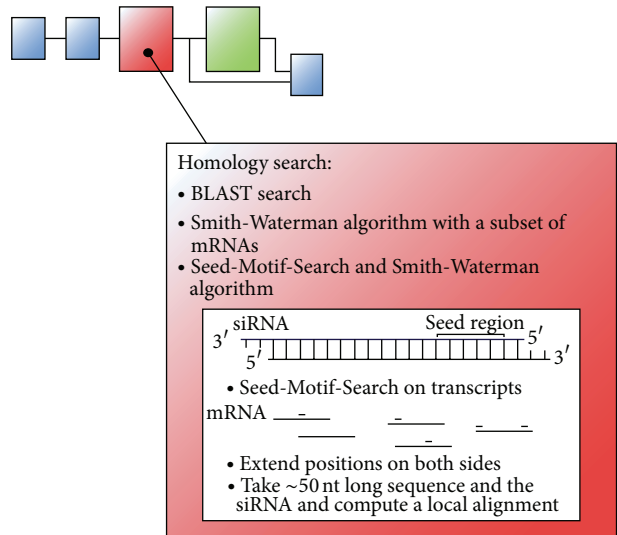 Homology search:
• BLAST search
• Smith-Waterman algorithm with a subset of
mRNAs
• Seed-Motif-Search and Smith-Waterman
algorithm
siRNA Seed region
3′ 5′
5′ 3′
• Seed-Motif-Search on transcripts
mRNA
• Extend positions on both sides
• Take ~50 nt long sequence and the
siRNA and compute a local alignment